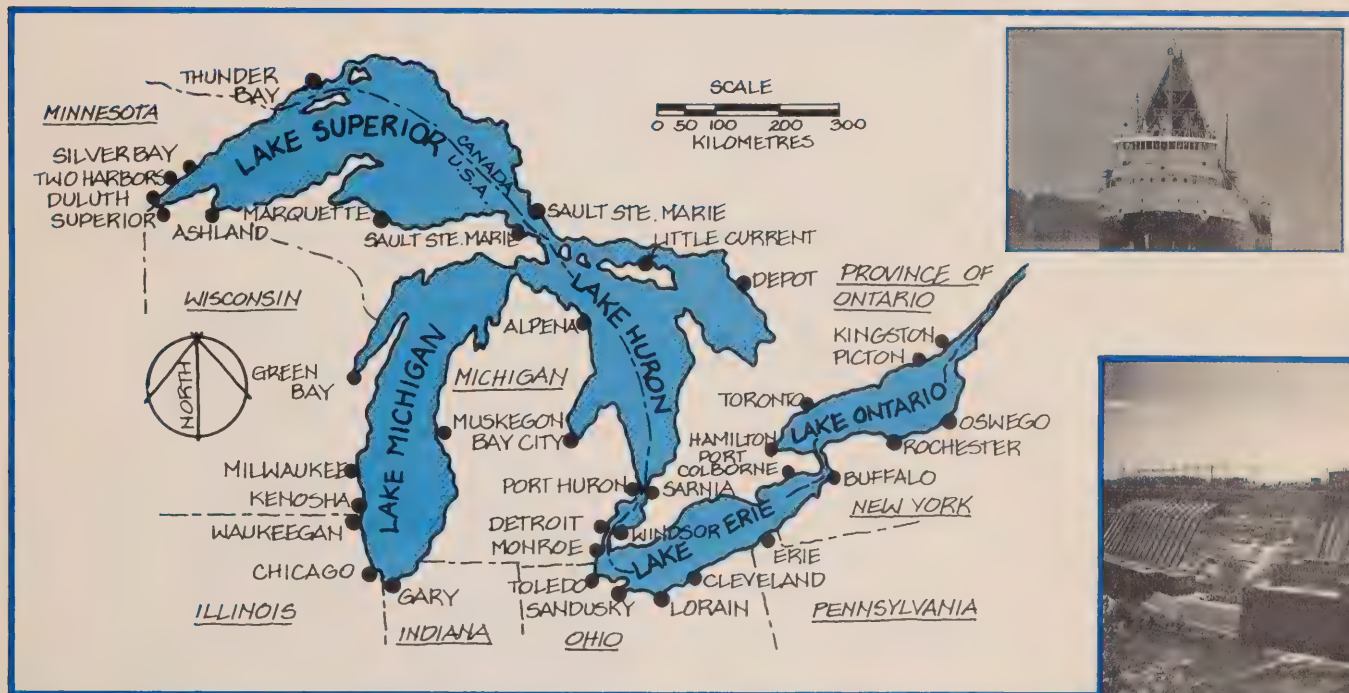 THUNDER
BAY
MINNESOTA
SILVER BAY
TWO HARBORS
DULUTH
SUPERIOR
ASHLAND
MARQUETTE
SAULT STE. MARIE
LAKE SUPERIOR
CANADA
U.S.A
SCALE
0 50 100 200 300
KILOMETRES
SAULT STE. MARIE
LITTLE CURRENT
DEPOT
PROVINCE OF
ONTARIO
WISCONSIN
NORTH
GREEN
BAY
LAKE MICHIGAN
MICHIGAN
ALPENA
LAKE HURON
MUSKEGON
BAY CITY
KINGSTON
PICTON
TORONTO
LAKE ONTARIO
HAMILTON
PORT
COLBORNE
OSWEGO
ROCHESTER
BUFFALO
NEW YORK
MILWAUKEE
KENOSHA
WAUKEEGAN
CHICAGO
GARY
ILLINOIS
INDIANA
PORT HURON
SARNIA
DETROIT
WINDSOR
MONROE
LAKE ERIE
ERIE
TOLEDO
SANDUSKY
CLEVELAND
LORAIN
OHIO
PENNSYLVANIA